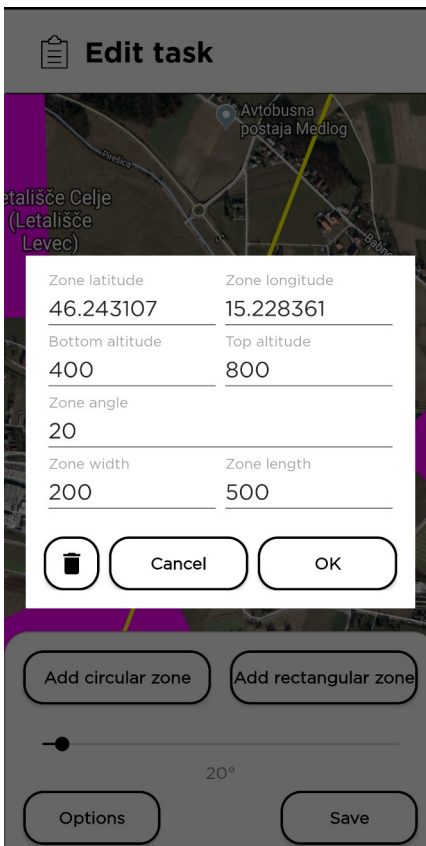 Edit task
Avtobusna
postaja Medlog
Pirešica
etališče Celje
(Letališče
Levec)
Zone latitude Zone longitude
46.243107 15.228361
Bottom altitude Top altitude
400 800
Zone angle
20
Zone width Zone length
200 500
Cancel OK
Add circular zone Add rectangular zone
20°
Options Save